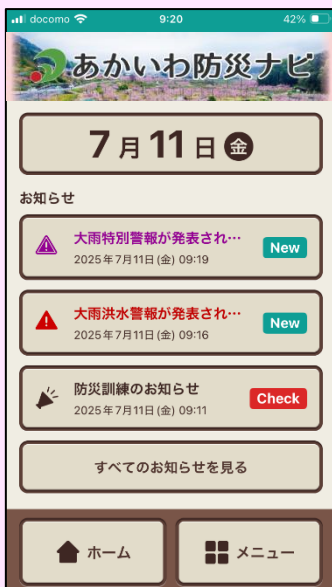 docomo 9:20 42%
あかいわ防災ナビ
7月11日 金
お知らせ
大雨特別警報が発表され…
2025年7月11日(金) 09:19
New
大雨洪水警報が発表され…
2025年7月11日(金) 09:16
New
防災訓練のお知らせ
2025年7月11日(金) 09:11
Check
すべてのお知らせを見る
ホーム
メニュー